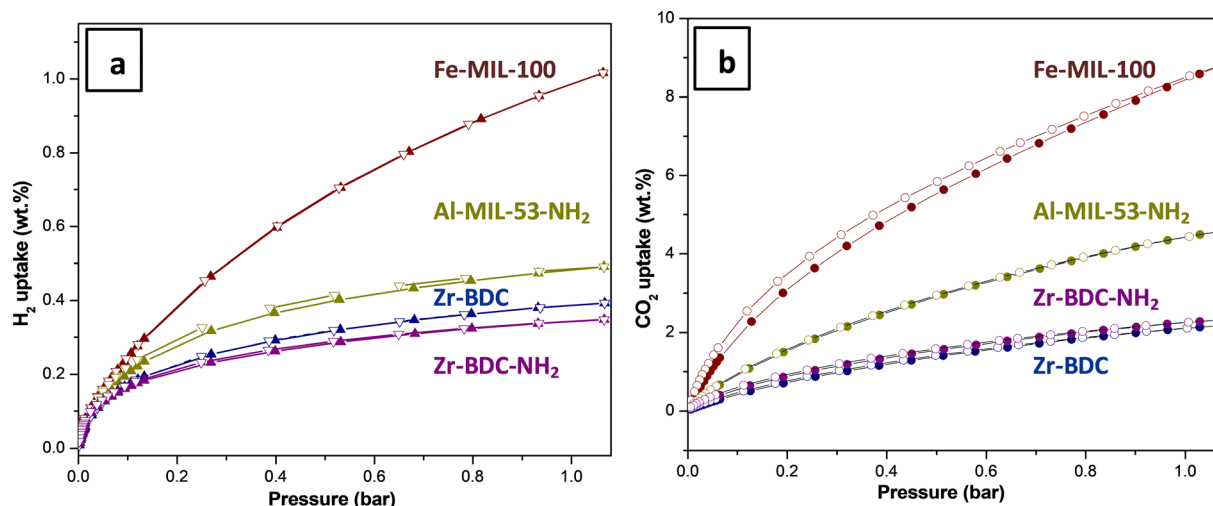 a
Fe-MIL-100
Al-MIL-53-NH₂
Zr-BDC
Zr-BDC-NH₂
H₂ uptake (wt.%)
1.0
0.8
0.6
0.4
0.2
0.0
0.0 0.2 0.4 0.6 0.8 1.0
Pressure (bar)
b
Fe-MIL-100
Al-MIL-53-NH₂
Zr-BDC-NH₂
Zr-BDC
CO₂ uptake (wt.%)
10
8
6
4
2
0
-1
0.0 0.2 0.4 0.6 0.8 1.0
Pressure (bar)